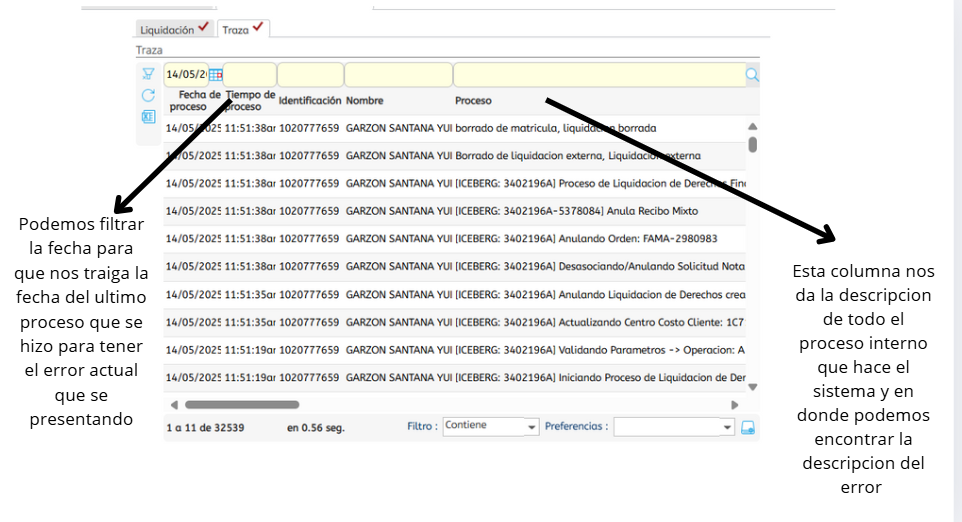 Liquidación Traza
Traza
14/05/2
Fecha de proceso Tiempo de proceso Identificación Nombre Proceso
14/05/2025 11:51:38ar 1020777659 GARZON SANTANA YUI borrado de matricula, liquidacion borrada
14/05/2025 11:51:38ar 1020777659 GARZON SANTANA YUI Borrado de liquidacion externa, Liquidacion externa
14/05/2025 11:51:38ar 1020777659 GARZON SANTANA YUI [ICEBERG: 3402196A] Proceso de Liquidacion de Derechos Fin
14/05/2025 11:51:38ar 1020777659 GARZON SANTANA YUI [ICEBERG: 3402196A-5378084] Anula Recibo Mixto
14/05/2025 11:51:38ar 1020777659 GARZON SANTANA YUI [ICEBERG: 3402196A] Anulando Orden: FAMA-2980983
14/05/2025 11:51:38ar 1020777659 GARZON SANTANA YUI [ICEBERG: 3402196A] Desasociando/Anulando Solicitud Nota
14/05/2025 11:51:35ar 1020777659 GARZON SANTANA YUI [ICEBERG: 3402196A] Anulando Liquidacion de Derechos crea
14/05/2025 11:51:35ar 1020777659 GARZON SANTANA YUI [ICEBERG: 3402196A] Actualizando Centro Costo Cliente: 1C7
14/05/2025 11:51:19ar 1020777659 GARZON SANTANA YUI [ICEBERG: 3402196A] Validando Parametros -> Operacion: A
14/05/2025 11:51:19ar 1020777659 GARZON SANTANA YUI [ICEBERG: 3402196A] Iniciando Proceso de Liquidacion de Der
1 a 11 de 32539 en 0.56 seg. Filtro : Contiene Preferencias :
Podemos filtrar
la fecha para
que nos traiga la
fecha del ultimo
proceso que se
hizo para tener
el error actual
que se
presentando
Esta columna nos
da la descripcion
de todo el
proceso interno
que hace el
sistema y en
donde podemos
encontrar la
descripcion del
error